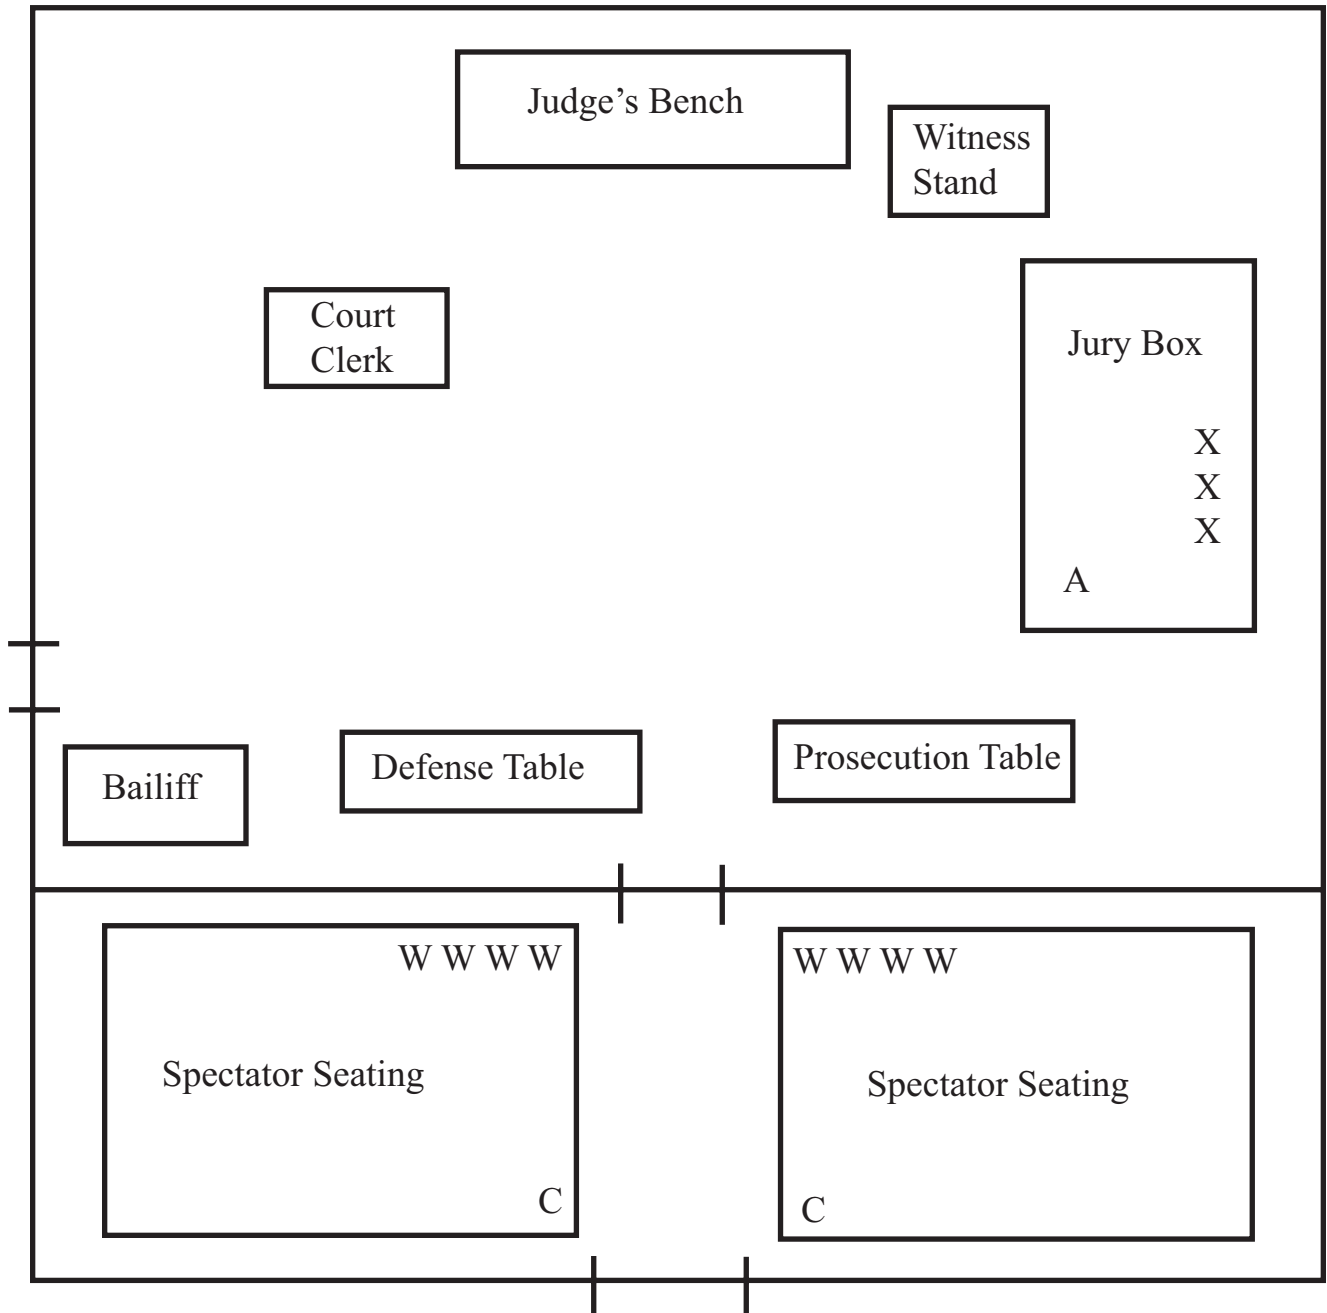 Judge’s Bench
Witness
Stand
Court
Clerk
Jury Box
X
X
X
A
Bailiff
Defense Table
Prosecution Table
W W W W
Spectator Seating
C
W W W W
Spectator Seating
C